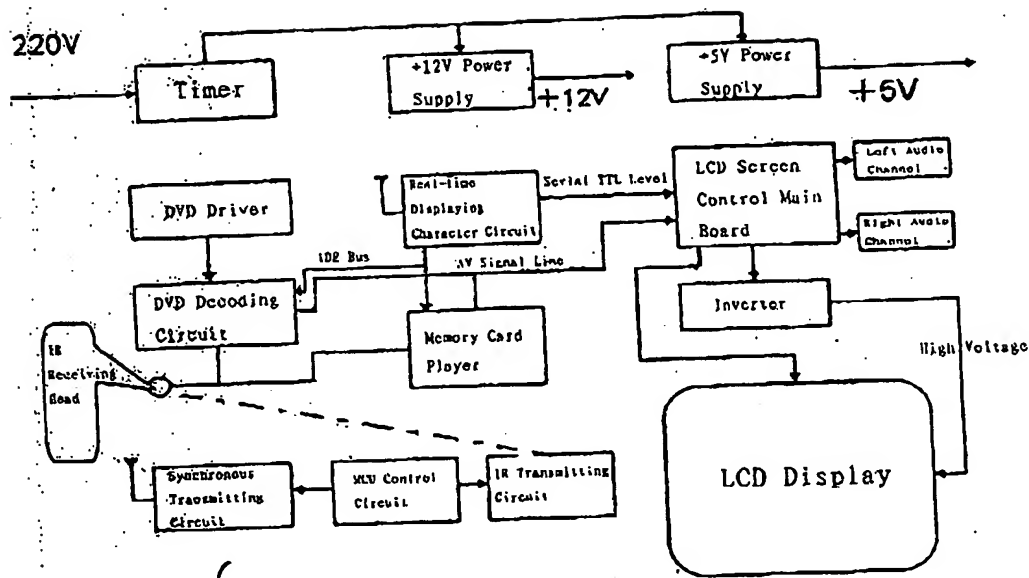 220V
Timer
+12V Power
Supply
+12V
+5V Power
Supply
+5V
DVD Driver
Real-time
Displaying
Character Circuit
Serial TTL Level
LCD Screen
Control Main
Board
Left Audio
Channel
Right Audio
Channel
Bus
AV Signal Line
DVD Decoding
Circuit
Memory Card
Player
Inverter
High Voltage
IR
Receiving
Head
LCD Display
Synchronous
Transmitting
Circuit
MCU Control
Circuit
IR Transmitting
Circuit